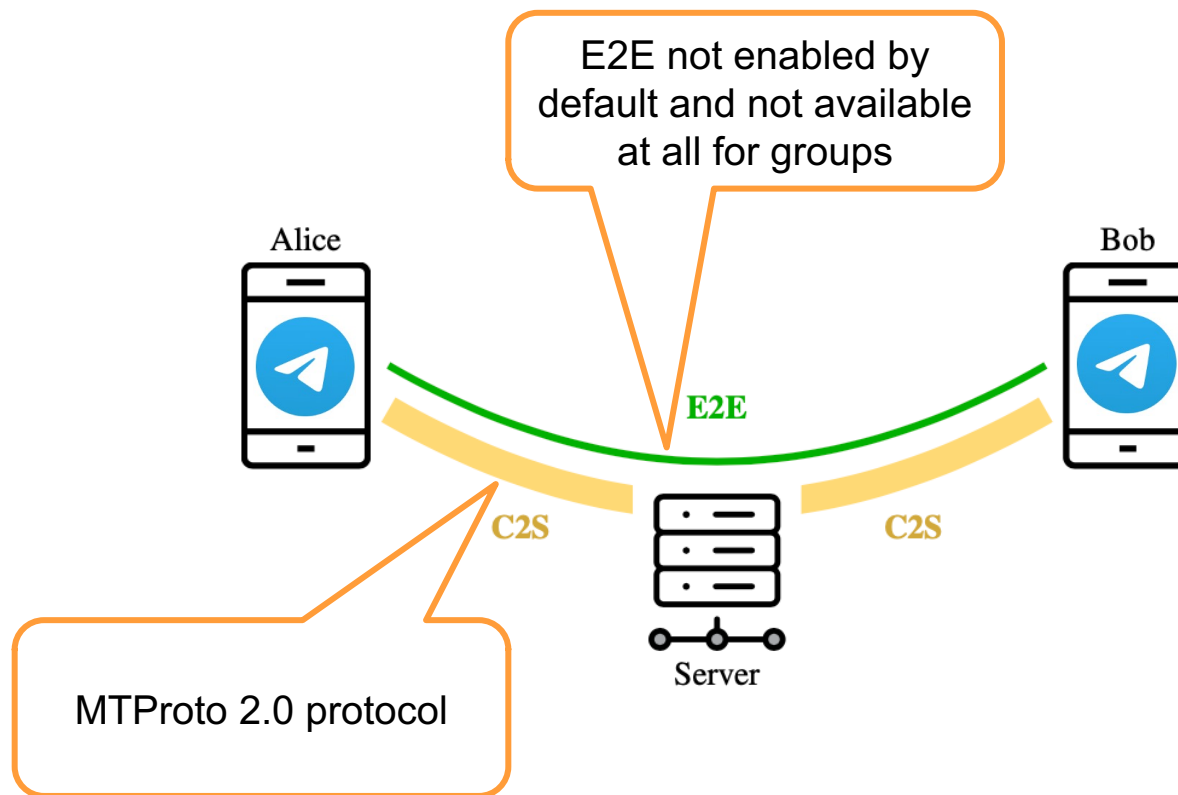 E2E not enabled by
default and not available
at all for groups
Alice
Bob
E2E
C2S
C2S
Server
MTProto 2.0 protocol